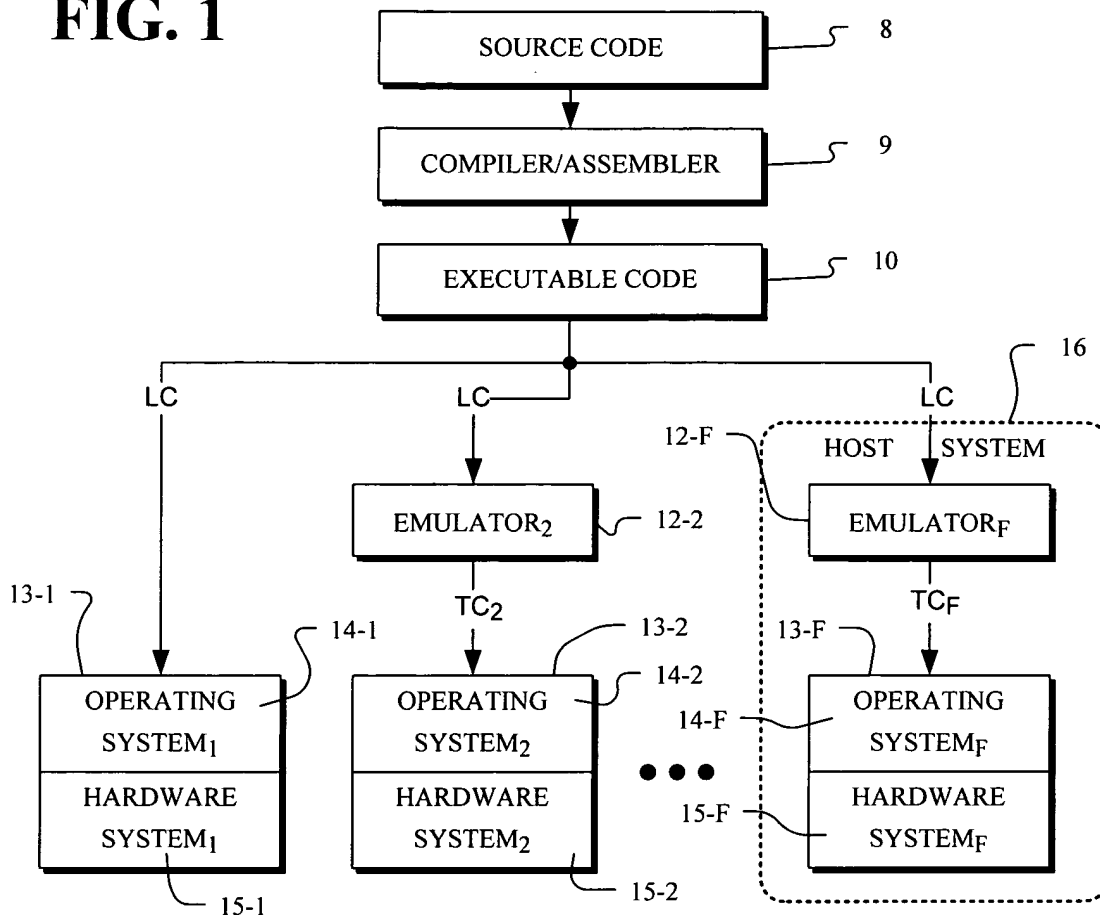 FIG. 1
SOURCE CODE
8
COMPILER/ASSEMBLER
9
EXECUTABLE CODE
10
16
LC
LC
LC
12-F
HOST SYSTEM
EMULATOR2
12-2
EMULATORF
13-1
TC2
TCF
14-1
13-2
13-F
OPERATING
SYSTEM1
14-2
OPERATING
SYSTEM2
14-F
OPERATING
SYSTEMF
HARDWARE
SYSTEM1
HARDWARE
SYSTEM2
15-F
HARDWARE
SYSTEMF
15-1
15-2